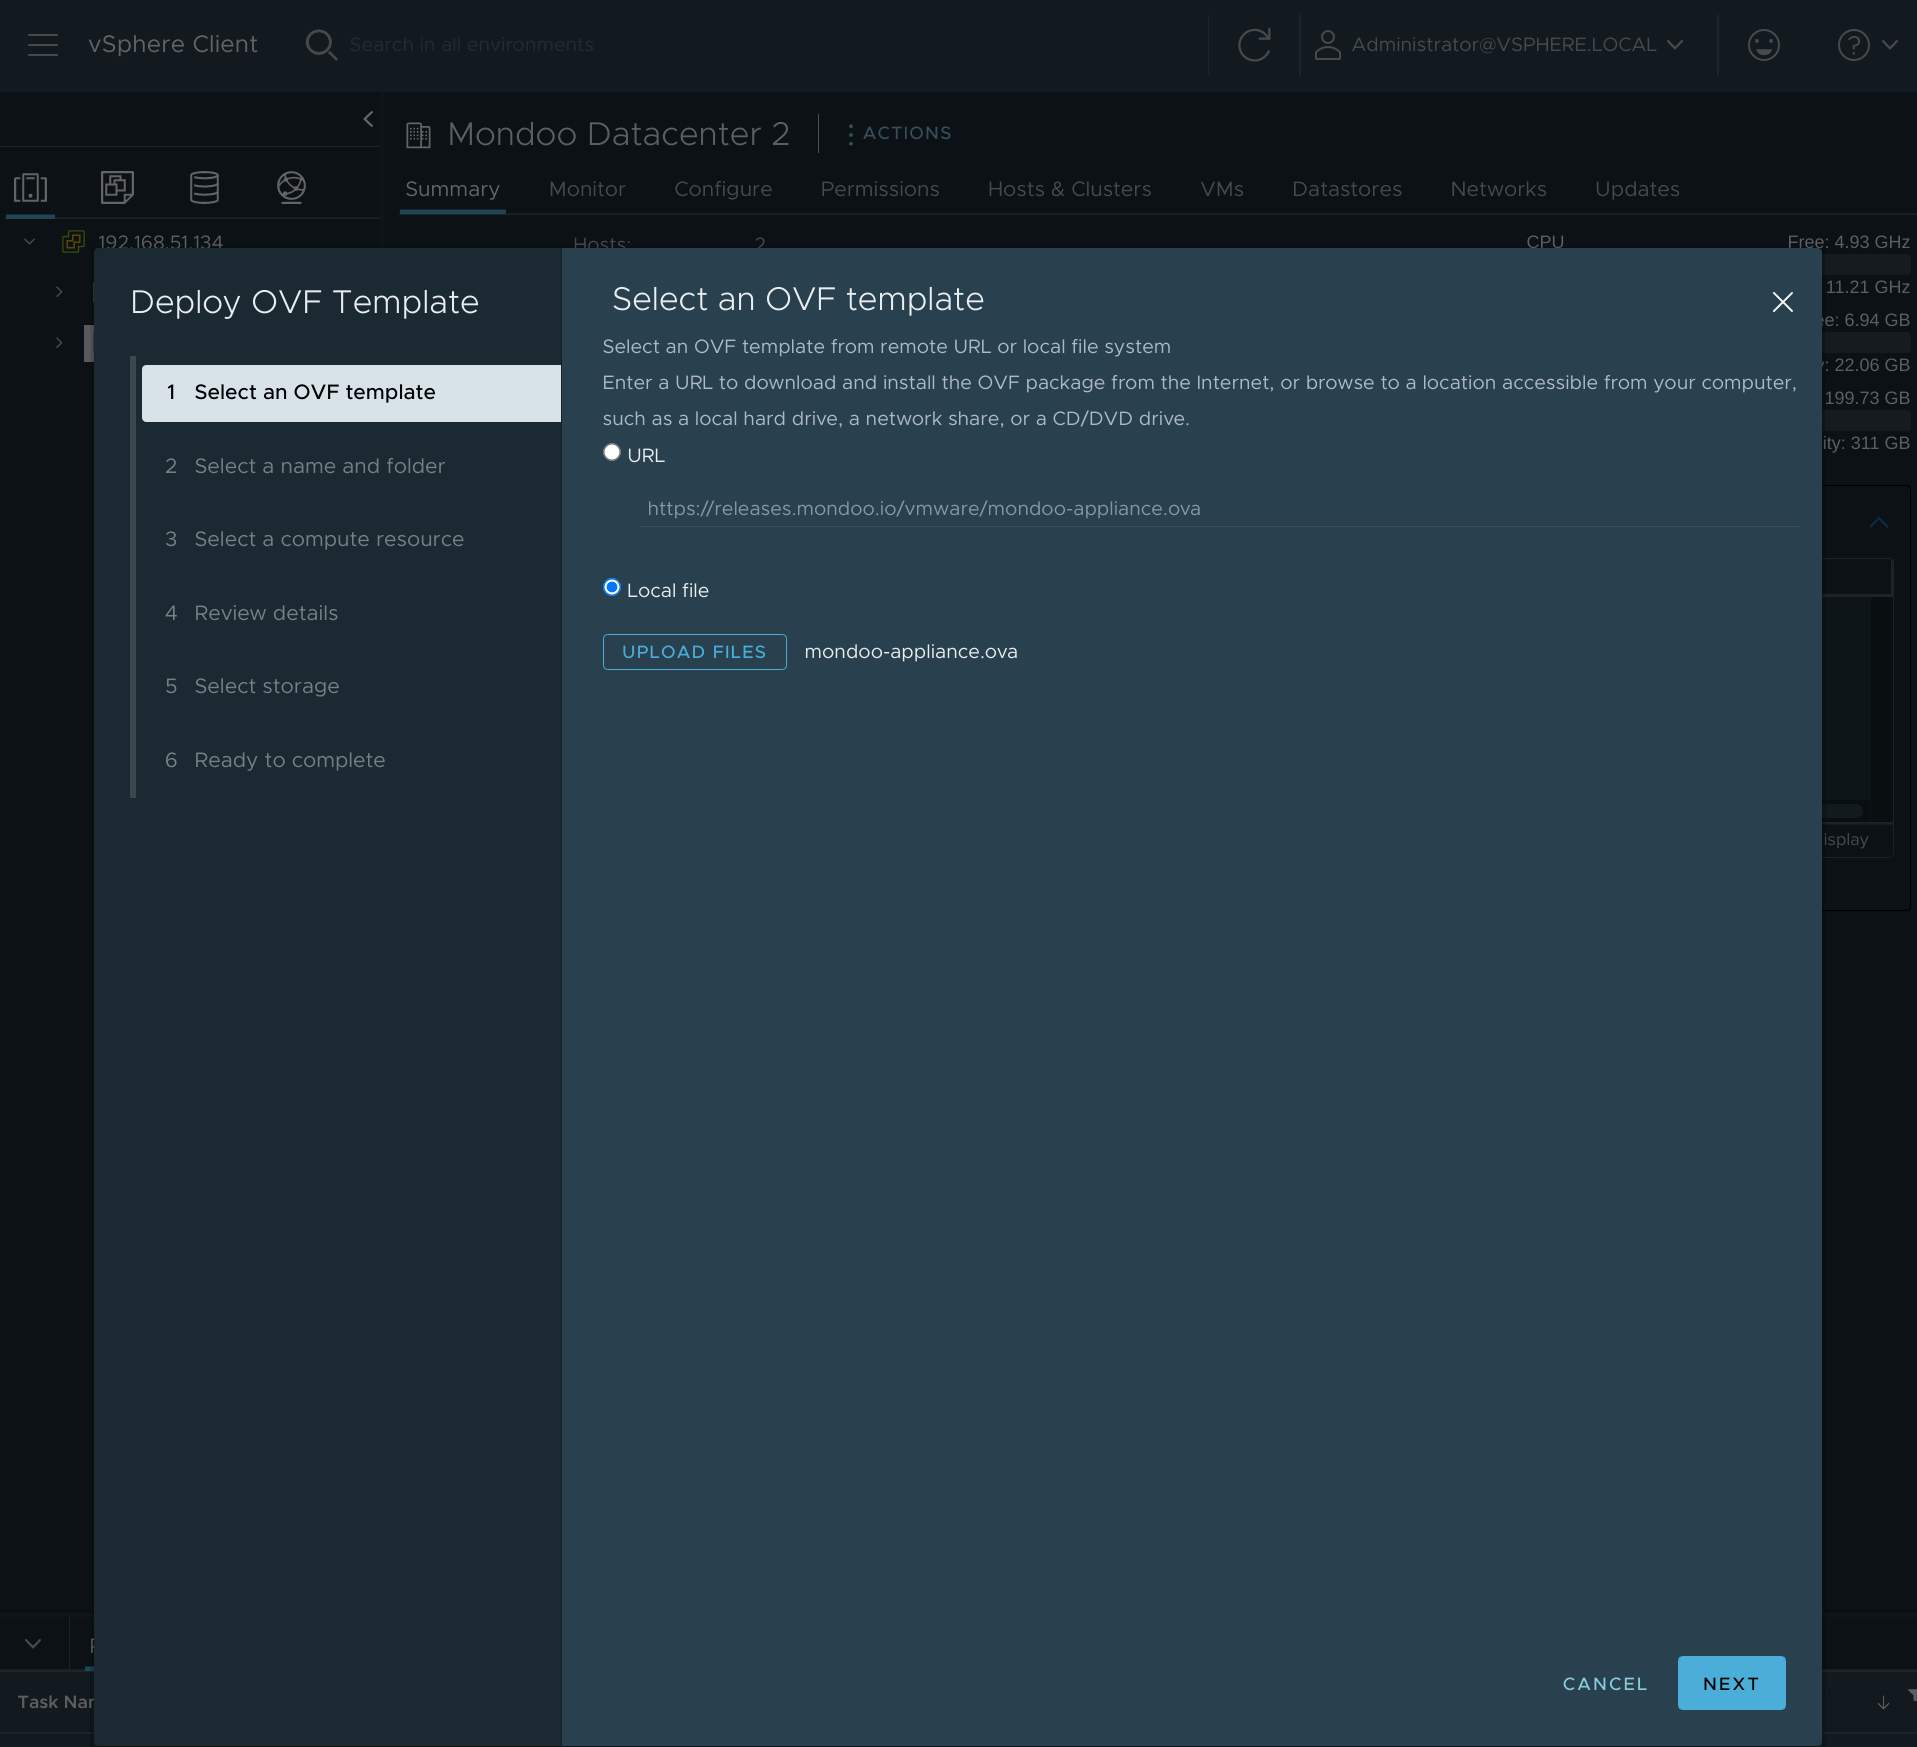 vSphere Client
Search in all environments
Administrator@VSPHERE.LOCAL
Mondoo Datacenter 2
ACTIONS
Summary Monitor Configure Permissions Hosts & Clusters VMs Datastores Networks Updates
192.168.51.134
Hosts: 2
CPU
Free: 4.93 GHz
11.21 GHz
6.94 GB
22.06 GB
199.73 GB
311 GB
Deploy OVF Template
1 Select an OVF template
2 Select a name and folder
3 Select a compute resource
4 Review details
5 Select storage
6 Ready to complete
Select an OVF template
Select an OVF template from remote URL or local file system
Enter a URL to download and install the OVF package from the Internet, or browse to a location accessible from your computer,
such as a local hard drive, a network share, or a CD/DVD drive.
URL
https://releases.mondoo.io/vmware/mondoo-appliance.ova
Local file
UPLOAD FILES mondoo-appliance.ova
CANCEL NEXT
Task